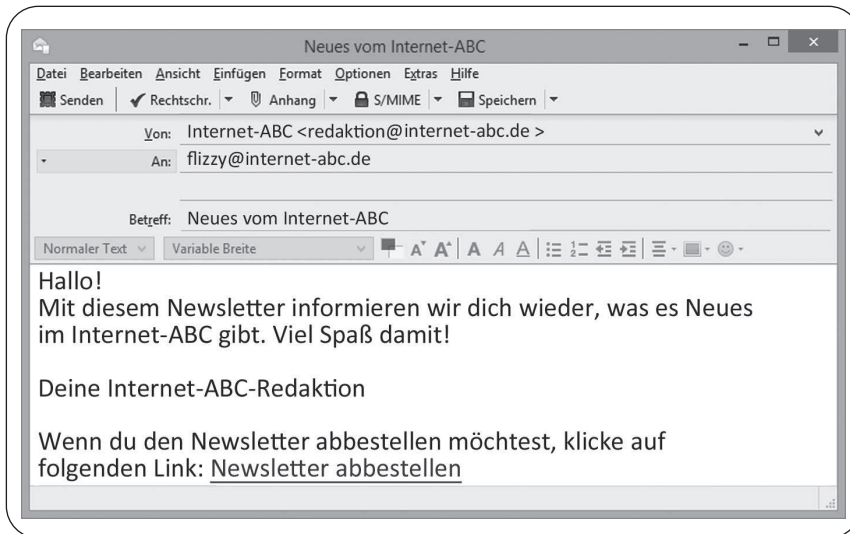 Neues vom Internet-ABC
Datei Bearbeiten Ansicht Einfügen Format Optionen Extras Hilfe
Senden Rechtschr. Anhang S/MIME Speichern
Von: Internet-ABC <redaktion@internet-abc.de >
An: flizzy@internet-abc.de
Betreff: Neues vom Internet-ABC
Normaler Text Variable Breite
Hallo!
Mit diesem Newsletter informieren wir dich wieder, was es Neues
im Internet-ABC gibt. Viel Spaß damit!
Deine Internet-ABC-Redaktion
Wenn du den Newsletter abbestellen möchtest, klicke auf
folgenden Link: Newsletter abbestellen